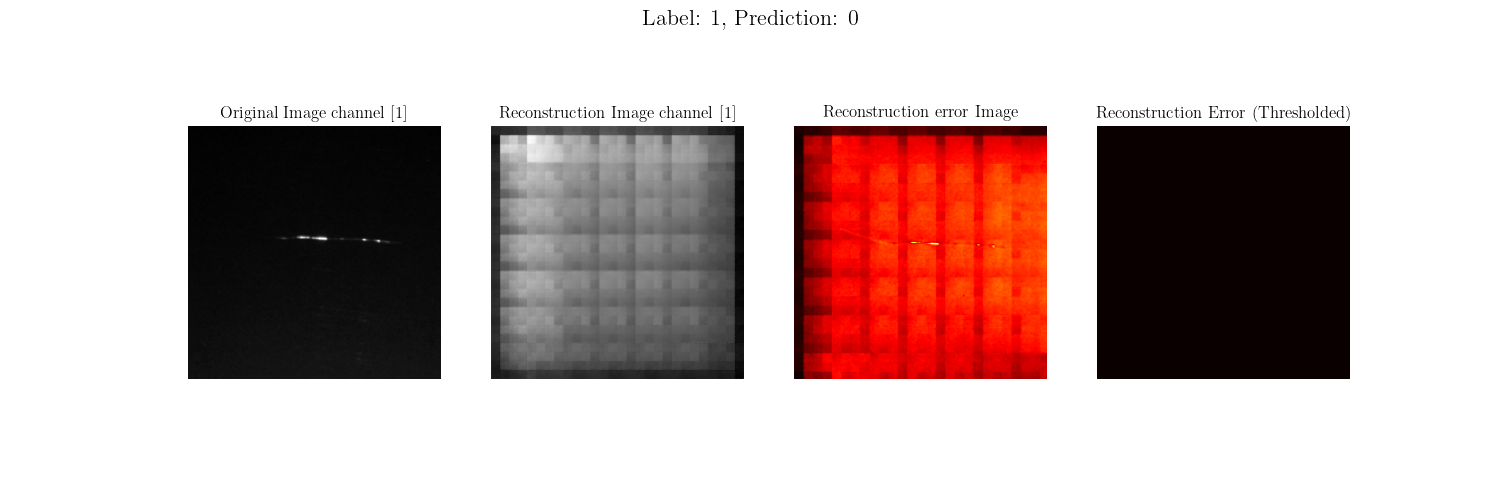 Label: 1, Prediction: 0
Original Image channel [1]
Reconstruction Image channel [1]
Reconstruction error Image
Reconstruction Error (Thresholded)